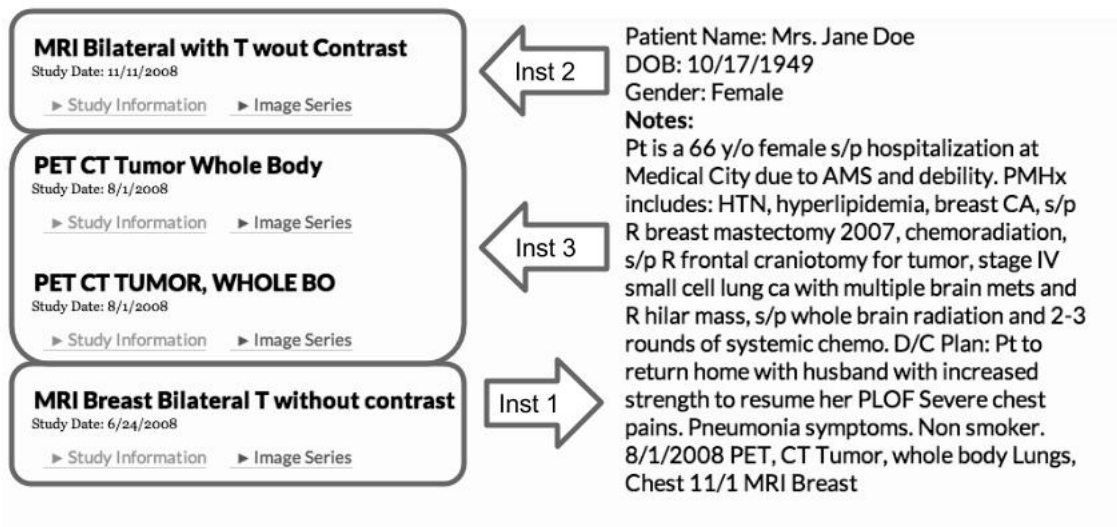 MRI Bilateral with T wout Contrast
Study Date: 11/11/2008
► Study Information ► Image Series
Inst 2
PET CT Tumor Whole Body
Study Date: 8/1/2008
► Study Information ► Image Series
Inst 3
PET CT TUMOR, WHOLE BO
Study Date: 8/1/2008
► Study Information ► Image Series
MRI Breast Bilateral T without contrast
Study Date: 6/24/2008
► Study Information ► Image Series
Inst 1
Patient Name: Mrs. Jane Doe
DOB: 10/17/1949
Gender: Female
Notes:
Pt is a 66 y/o female s/p hospitalization at
Medical City due to AMS and debility. PMHx
includes: HTN, hyperlipidemia, breast CA, s/p
R breast mastectomy 2007, chemoradiation,
s/p R frontal craniotomy for tumor, stage IV
small cell lung ca with multiple brain mets and
R hilar mass, s/p whole brain radiation and 2-3
rounds of systemic chemo. D/C Plan: Pt to
return home with husband with increased
strength to resume her PLOF Severe chest
pains. Pneumonia symptoms. Non smoker.
8/1/2008 PET, CT Tumor, whole body Lungs,
Chest 11/1 MRI Breast